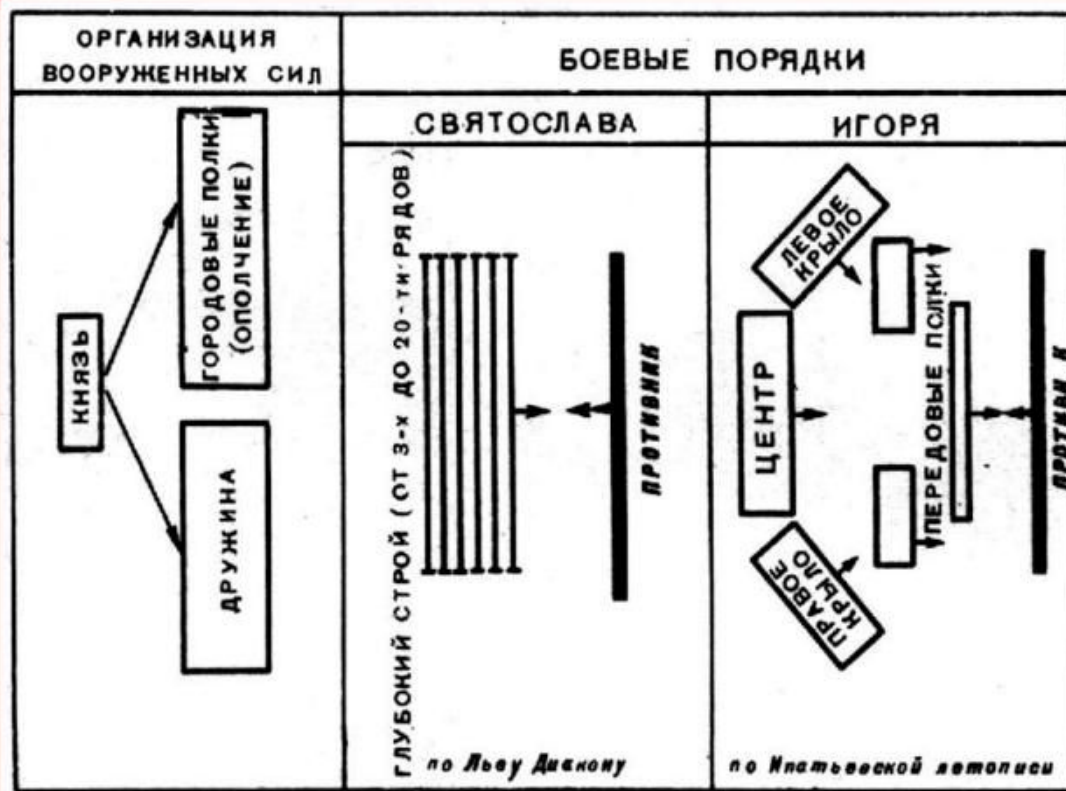 ОРГАНИЗАЦИЯ
ВООРУЖЕННЫХ СИЛ
БОЕВЫЕ ПОРЯДКИ
СВЯТОСЛАВА
ИГОРЯ
КНЯЗЬ
ГОРОДОВЫЕ ПОЛКИ
(ОПОЛЧЕНИЕ)
ДРУЖИНА
ГЛУБОКИЙ СТРОЙ (ОТ 3-х ДО 20-ти РЯДОВ)
ПРОТИВНИК
по Льву Диакону
ЛЕВОЕ
КРЫЛО
ЦЕНТР
ПРАВОЕ
КРЫЛО
ПЕРЕДОВЫЕ ПОЛКИ
ПРОТИВН К
по Ипатьевской летописи